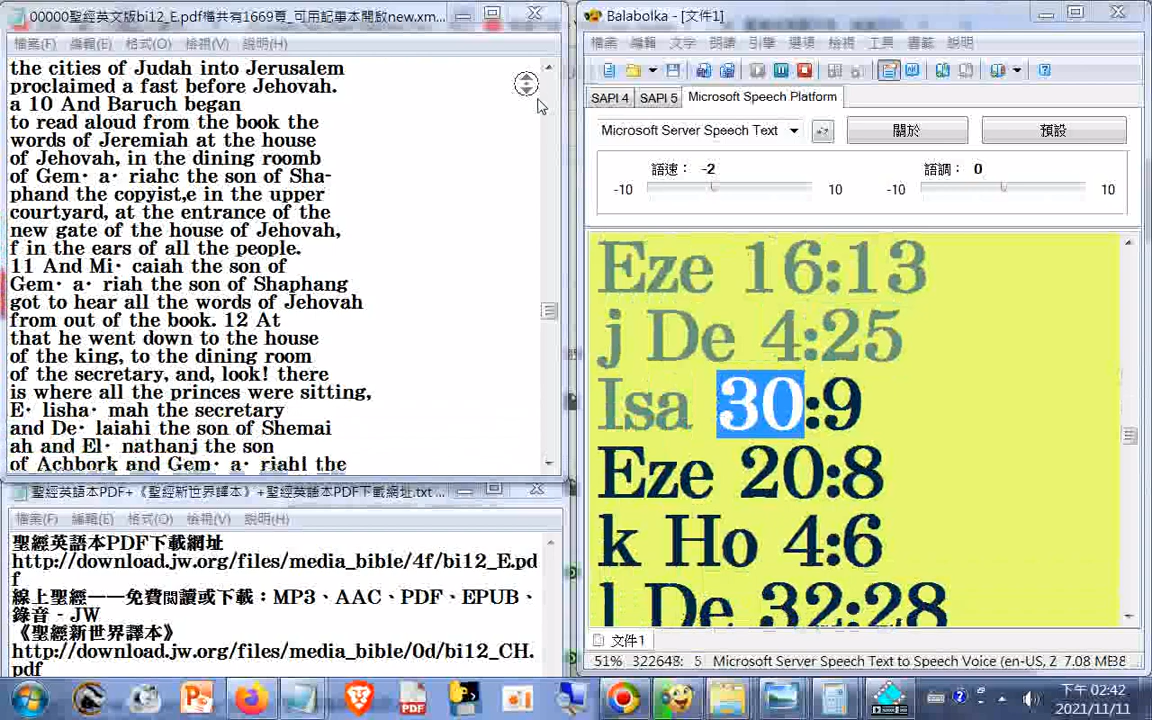 00000聖經英文版bi12_E.pdf檔共有1669頁_可用記事本開啟new.xm...
檔案(F) 編輯(E) 格式(O) 檢視(V) 說明(H)
the cities of Judah into Jerusalem
proclaimed a fast before Jehovah.
a 10 And Baruch began
to read aloud from the book the
words of Jeremiah at the house
of Jehovah, in the dining roomb
of Gem· a· riahc the son of Sha-
phand the copyist,e in the upper
courtyard, at the entrance of the
new gate of the house of Jehovah,
f in the ears of all the people.
11 And Mi· caiah the son of
Gem· a· riah the son of Shaphang
got to hear all the words of Jehovah
from out of the book. 12 At
that he went down to the house
of the king, to the dining room
of the secretary, and, look! there
is where all the princes were sitting,
E· lisha· mah the secretary
and De· laiahi the son of Shemai
ah and El· nathanj the son
of Achbork and Gem· a· riahl the
聖經英語本PDF+《聖經新世界譯本》+聖經英語本PDF下載網址.txt ...
檔案(F) 編輯(E) 格式(O) 檢視(V) 說明(H)
聖經英語本PDF下載網址
http://download.jw.org/files/media_bible/4f/bi12_E.pd
f
線上聖經──免費閱讀或下載：MP3、AAC、PDF、EPUB、
錄音 - JW
《聖經新世界譯本》
http://download.jw.org/files/media_bible/0d/bi12_CH.
pdf
Balabolka - [文件1]
檔案 編輯 文字 朗讀 引擎 選項 檢視 工具 書籤 說明
SAPI 4 SAPI 5 Microsoft Speech Platform
Microsoft Server Speech Text 關於 預設
語速： -2 語調： 0
-10 10 -10 10
Eze 16:13
j De 4:25
Isa 30:9
Eze 20:8
k Ho 4:6
l De 32:28
文件1
51% 322648: 5 Microsoft Server Speech Text to Speech Voice (en-US, Z 7.08 MB
下午 02:42
2021/11/11